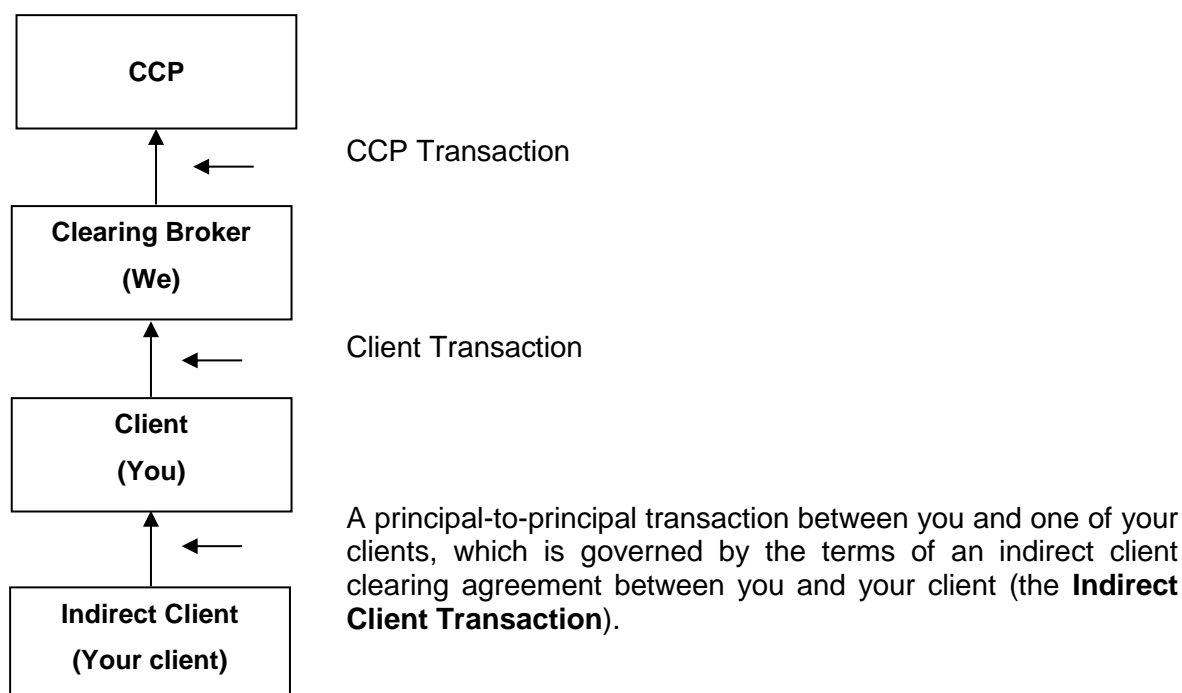 CCP
CCP Transaction
Clearing Broker
(We)
Client Transaction
Client
(You)
A principal-to-principal transaction between you and one of your
clients, which is governed by the terms of an indirect client
clearing agreement between you and your client (the Indirect
Client Transaction).
Indirect Client
(Your client)